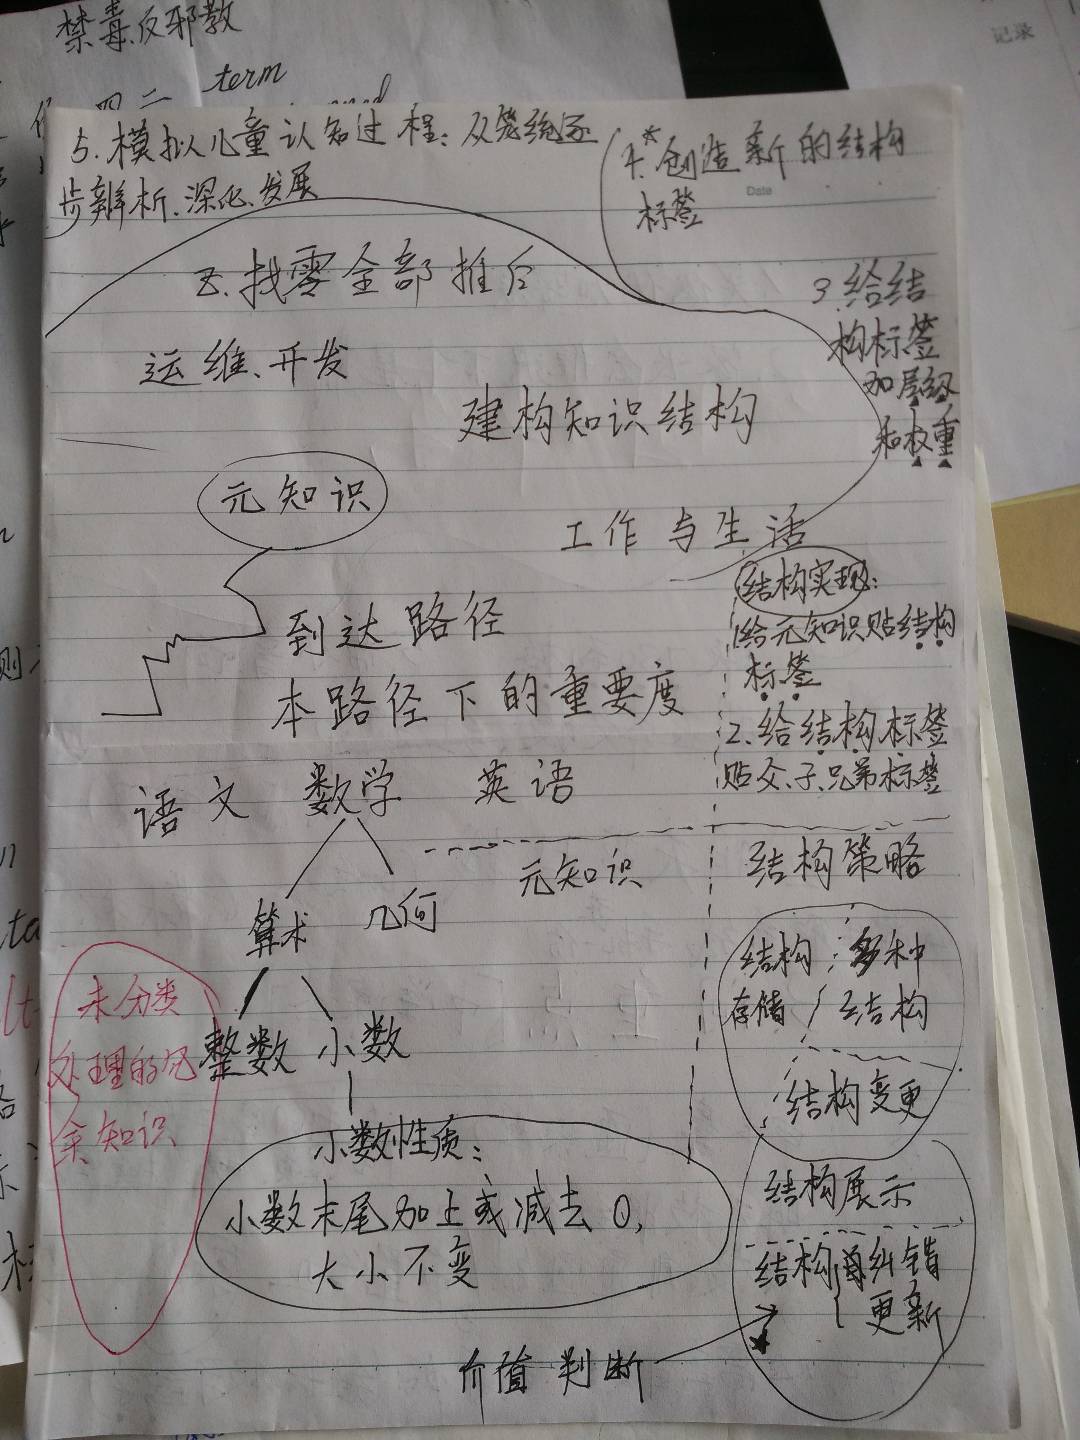 禁毒.反邪教
term
记录
5.模拟儿童认知过程:从笼统逐
步辨析.深化.发展
4.*创造新的结构
标签
Date
Z.找零全部推后
3.给结
构标签
加层级
和权重
运维、开发
建构知识结构
元知识
工作与生活
结构实现:
1给元知识贴结构
标签
到达路径
本路径下的重要度
2.给结构标签
贴父.子.兄弟标签
语文 数学 英语
元知识
结构策略
算术 几何
结构存储
多种结构
结构变更
未分类
处理的冗
余知识
整数 小数
小数性质:
小数末尾加上或减去0,
大小不变
结构展示
结构自纠错
更新
价值判断